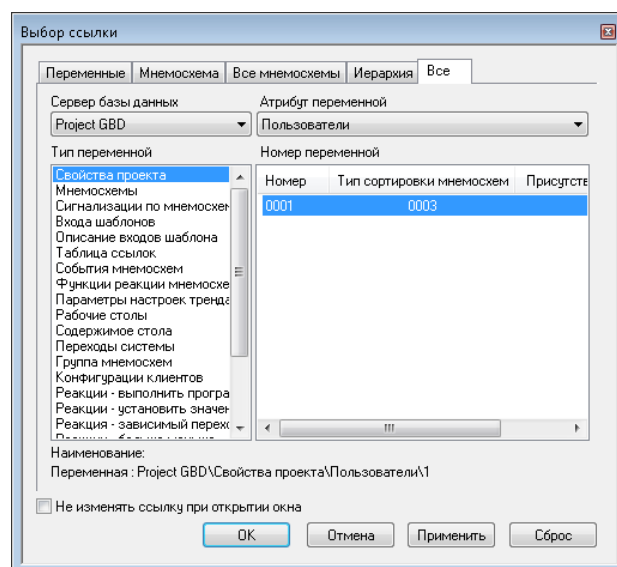 Выбор ссылки
Переменные Мнемосхема Все мнемосхемы Иерархия Все
Сервер базы данных Атрибут переменной
Project GBD Пользователи
Тип переменной Номер переменной
Свойства проекта
Мнемосхемы
Сигнализации по мнемосхем
Входа шаблонов
Описание входов шаблона
Таблица ссылок
События мнемосхем
Функции реакции мнемосхе
Параметры настроек тренда
Рабочие столы
Содержимое стола
Переходы системы
Группа мнемосхем
Конфигурации клиентов
Реакции - выполнить програ
Реакции - установить значен
Реакция - зависимый перехо
Номер Тип сортировки мнемосхем Присутств
0001 0003
Наименование:
Переменная : Project GBD\Свойства проекта\Пользователи\1
Не изменять ссылку при открытии окна
OK Отмена Применить Сброс